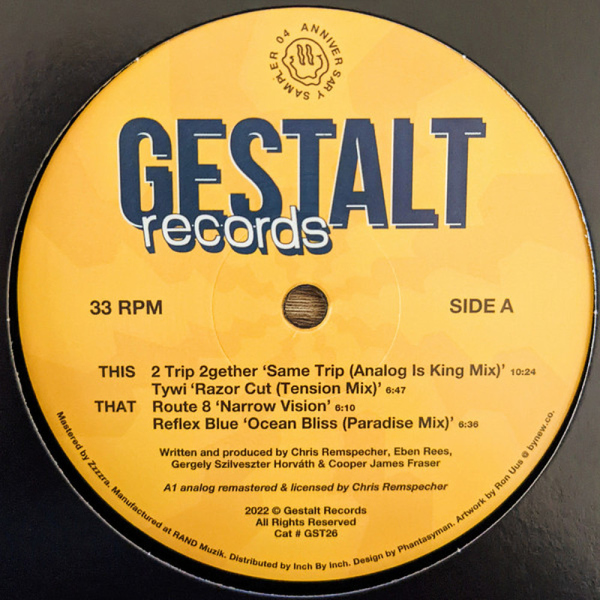 ANNIVERSARY SAMPLER 04
GESTALT
records
33 RPM
SIDE A
THIS 2 Trip 2gether ‘Same Trip (Analog Is King Mix)’ 10:24
Tywi ‘Razor Cut (Tension Mix)’ 6:47
THAT Route 8 ‘Narrow Vision’ 6:10
Reflex Blue ‘Ocean Bliss (Paradise Mix)’ 6:36
Written and produced by Chris Remspecher, Eben Rees,
Gergely Szilveszter Horváth & Cooper James Fraser
A1 analog remastered & licensed by Chris Remspecher
2022 © Gestalt Records
All Rights Reserved
Cat # GST26
Mastered by Zzzzra. Manufactured at RAND Muzik. Distributed by Inch By Inch. Design by Phantasyman. Artwork by Ron Uus @ bynew.co.